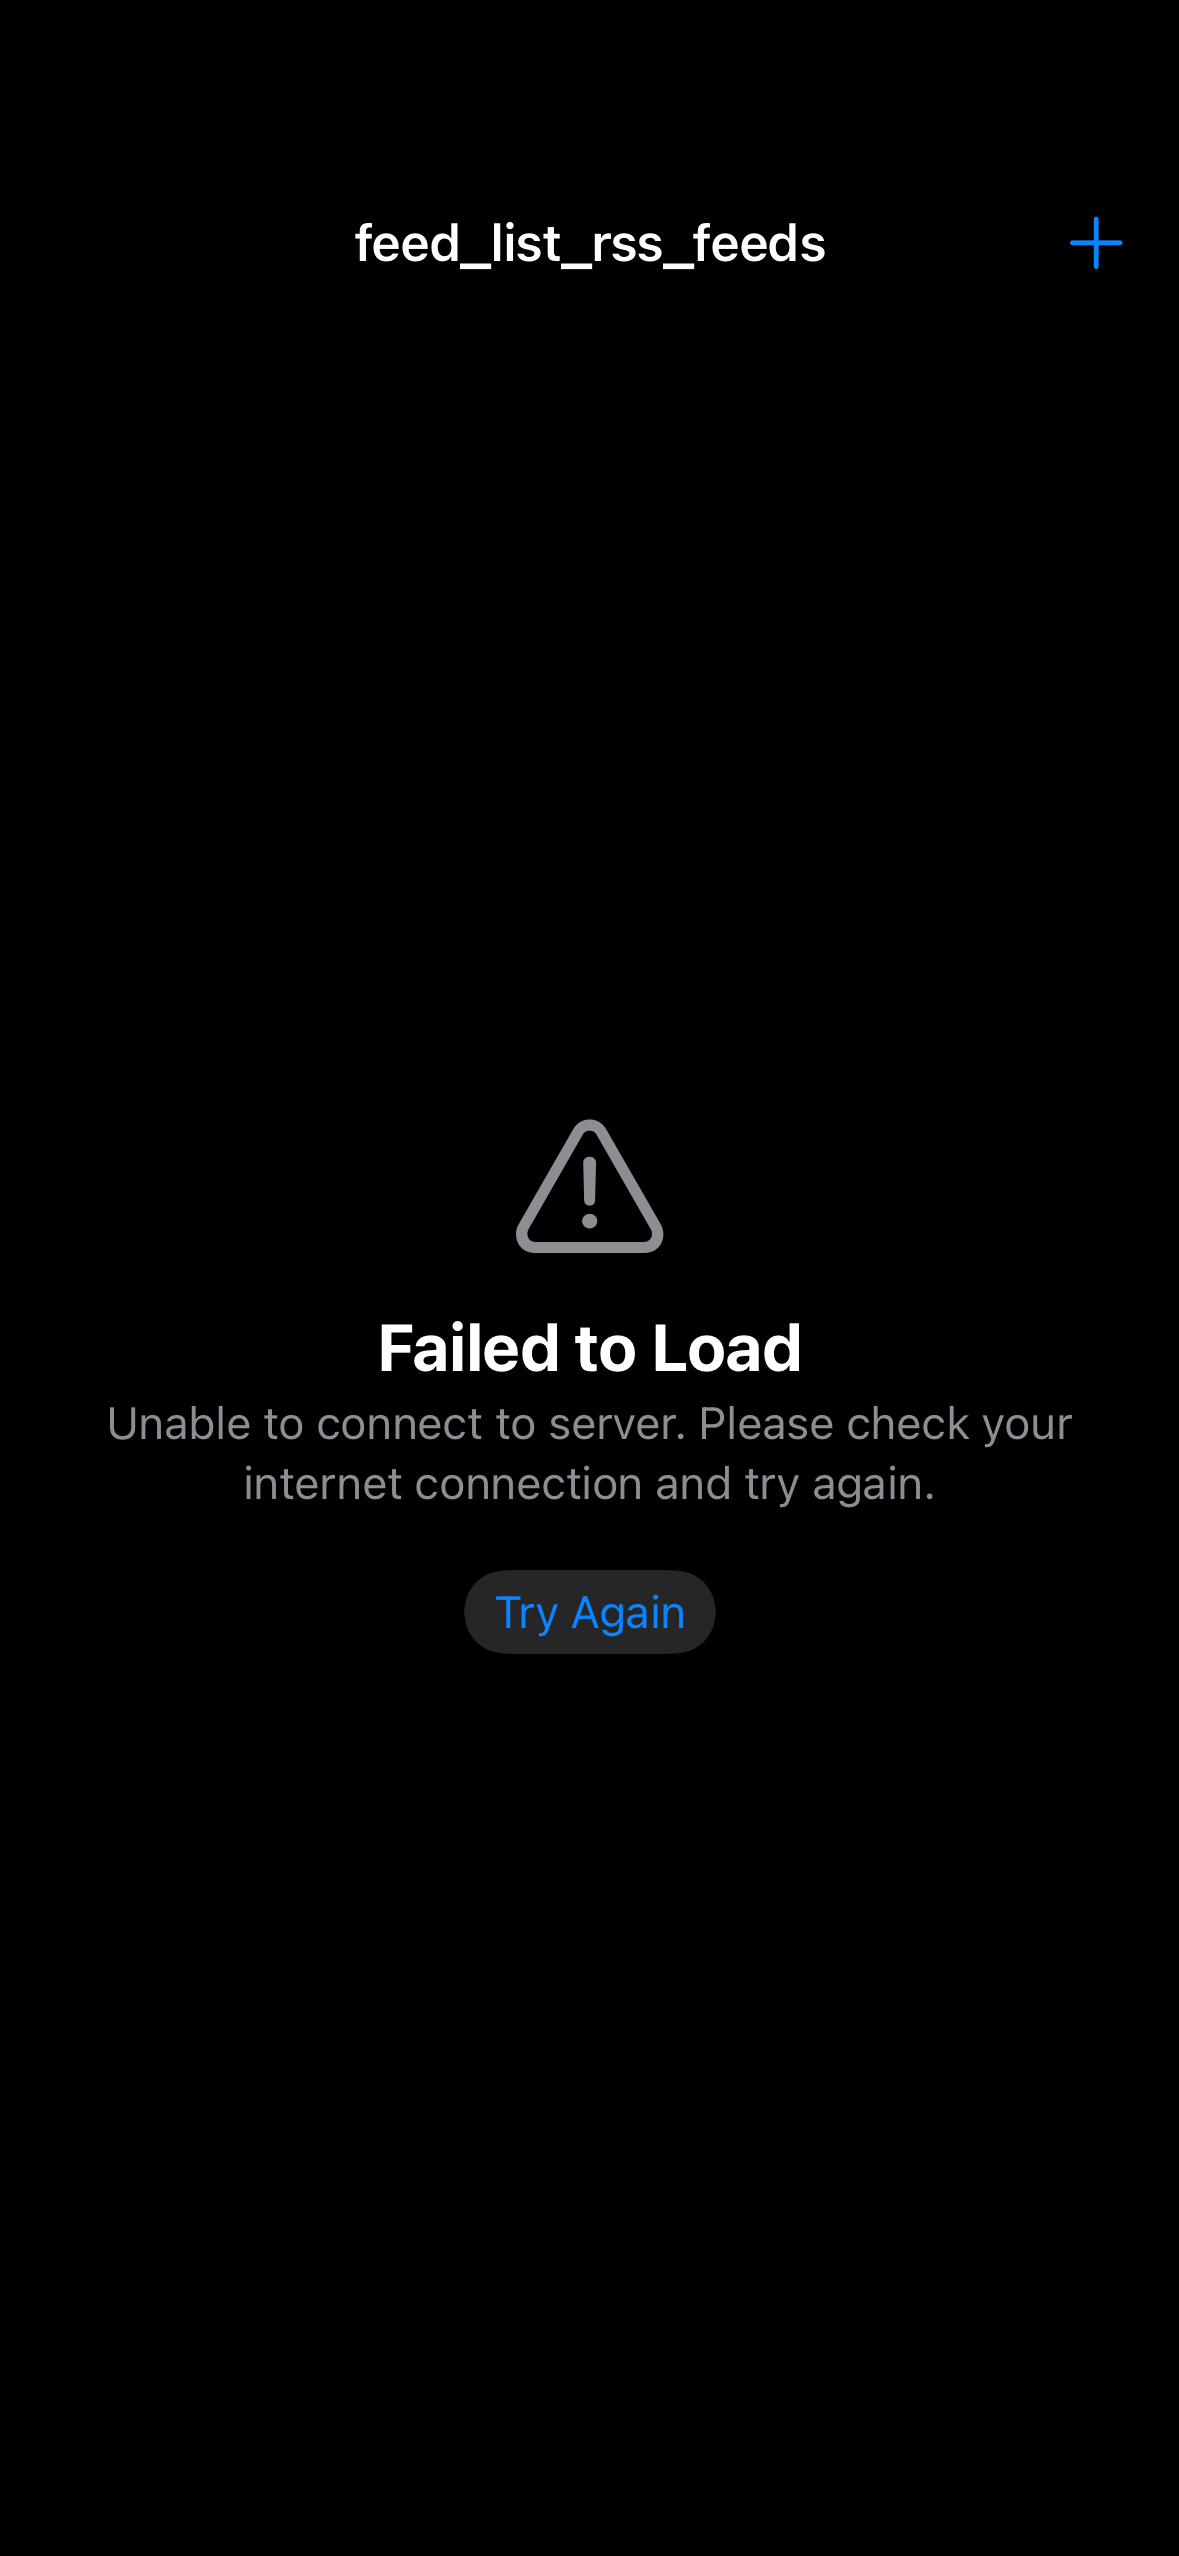 feed_list_rss_feeds
Failed to Load
Unable to connect to server. Please check your
internet connection and try again.
Try Again